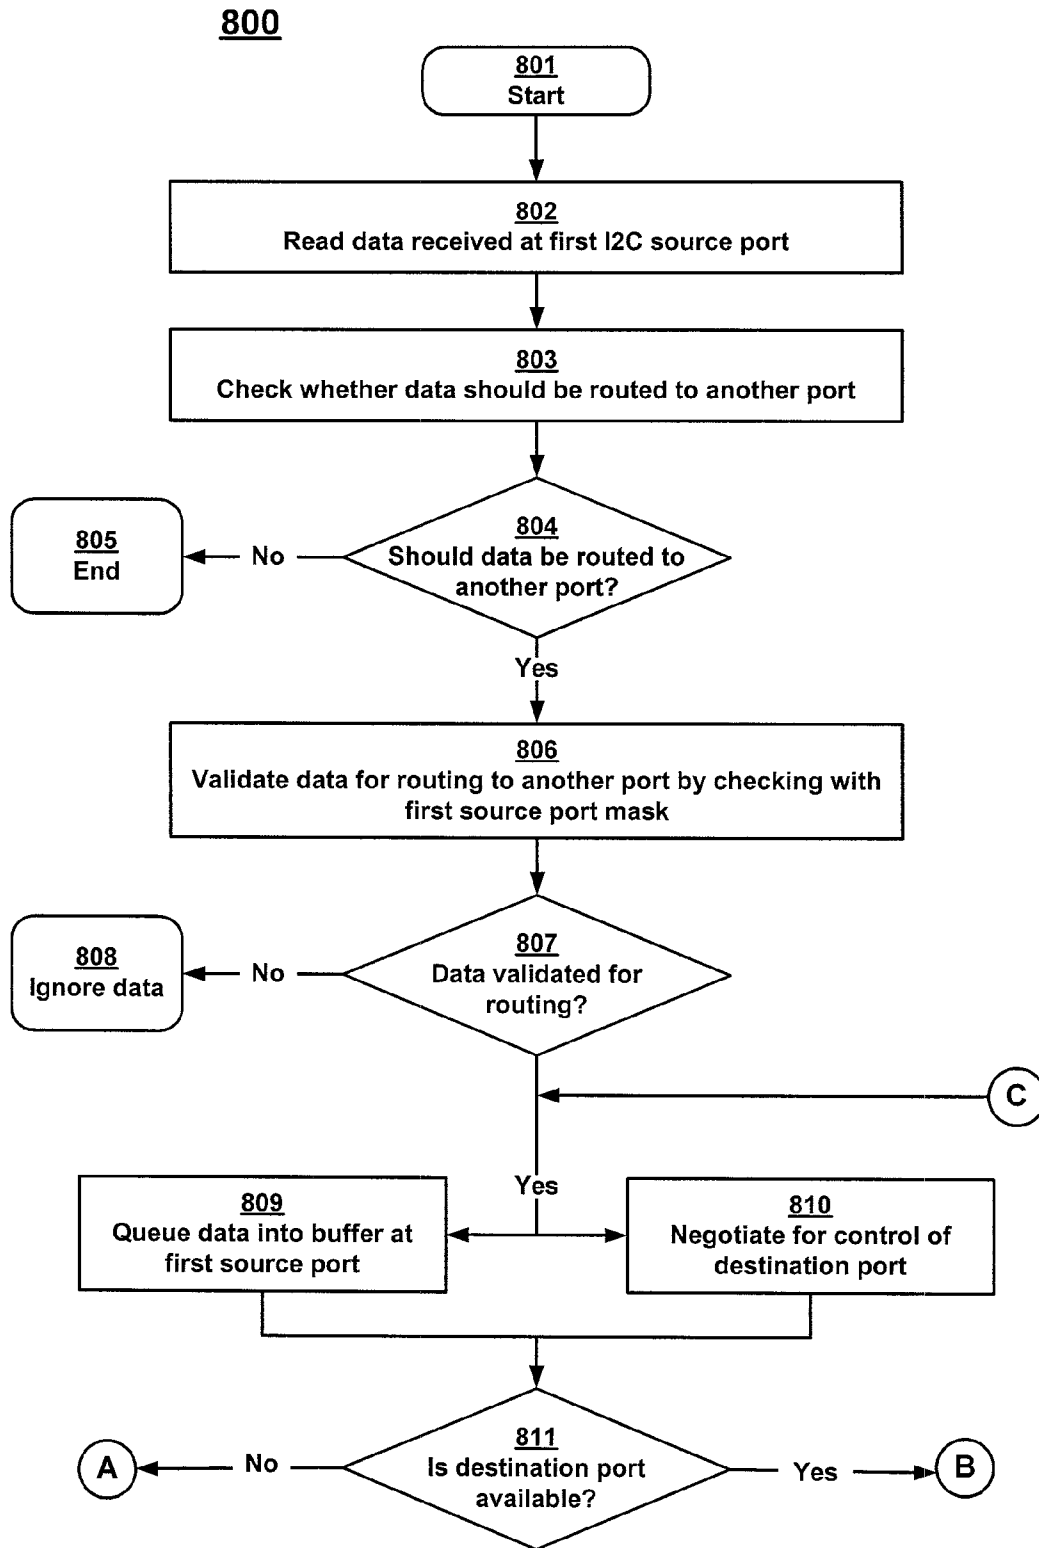 800
801
Start
802
Read data received at first I2C source port
803
Check whether data should be routed to another port
804
Should data be routed to
another port?
No
805
End
Yes
806
Validate data for routing to another port by checking with
first source port mask
807
Data validated for
routing?
No
808
Ignore data
C
Yes
809
Queue data into buffer at
first source port
810
Negotiate for control of
destination port
811
Is destination port
available?
No
A
Yes
B